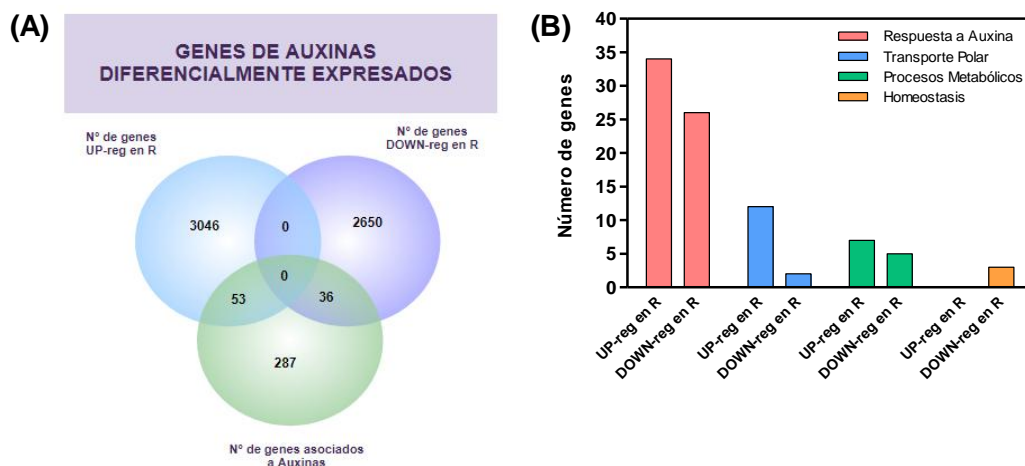 (A)
GENES DE AUXINAS
DIFERENCIALMENTE EXPRESADOS
Nº de genes
UP-reg en R
Nº de genes
DOWN-reg en R
3046
0
2650
0
53
36
287
Nº de genes asociados
a Auxinas
(B)
Número de genes
40
35
30
25
20
15
10
5
0
Respuesta a Auxina
Transporte Polar
Procesos Metabólicos
Homeostasis
UP-reg en R
DOWN-reg en R
UP-reg en R
DOWN-reg en R
UP-reg en R
DOWN-reg en R
UP-reg en R
DOWN-reg en R